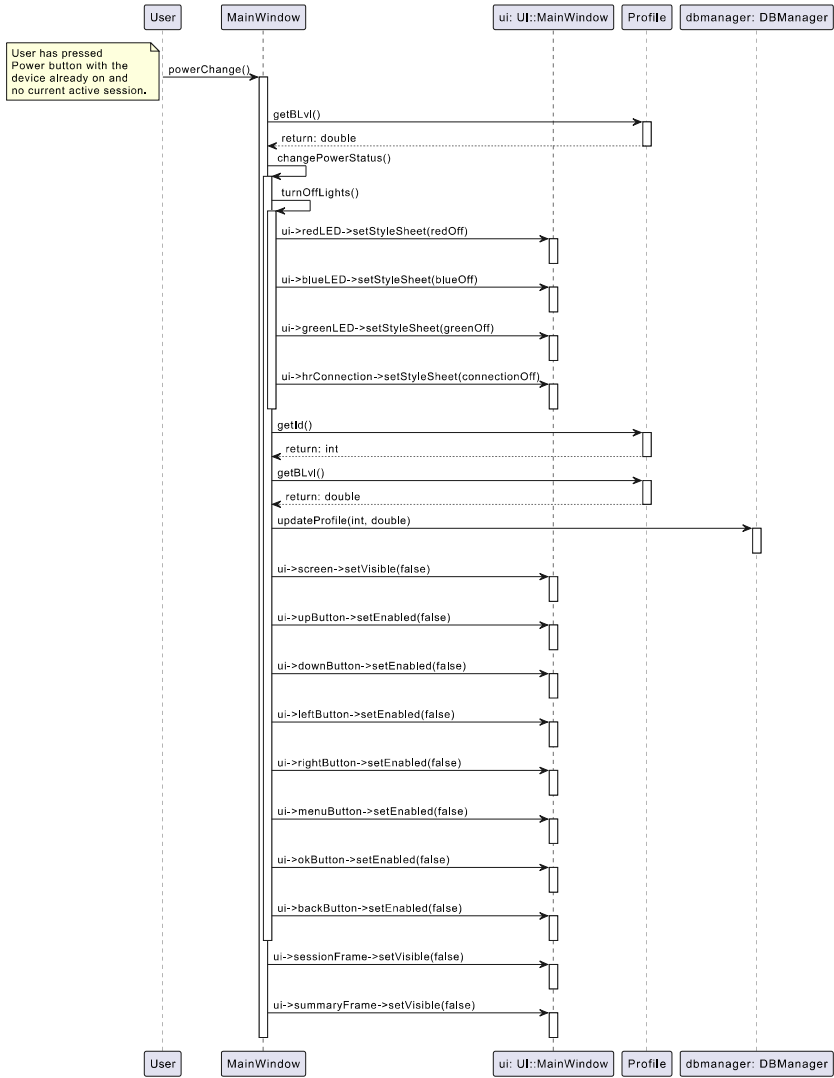 User
MainWindow
ui: UI::MainWindow
Profile
dbmanager: DBManager
User has pressed
Power button with the
device already on and
no current active session.
powerChange()
getBLvl()
return: double
changePowerStatus()
turnOffLights()
ui->redLED->setStyleSheet(redOff)
ui->blueLED->setStyleSheet(blueOff)
ui->greenLED->setStyleSheet(greenOff)
ui->hrConnection->setStyleSheet(connectionOff)
getId()
return: int
getBLvl()
return: double
updateProfile(int, double)
ui->screen->setVisible(false)
ui->upButton->setEnabled(false)
ui->downButton->setEnabled(false)
ui->leftButton->setEnabled(false)
ui->rightButton->setEnabled(false)
ui->menuButton->setEnabled(false)
ui->okButton->setEnabled(false)
ui->backButton->setEnabled(false)
ui->sessionFrame->setVisible(false)
ui->summaryFrame->setVisible(false)
User
MainWindow
ui: UI::MainWindow
Profile
dbmanager: DBManager